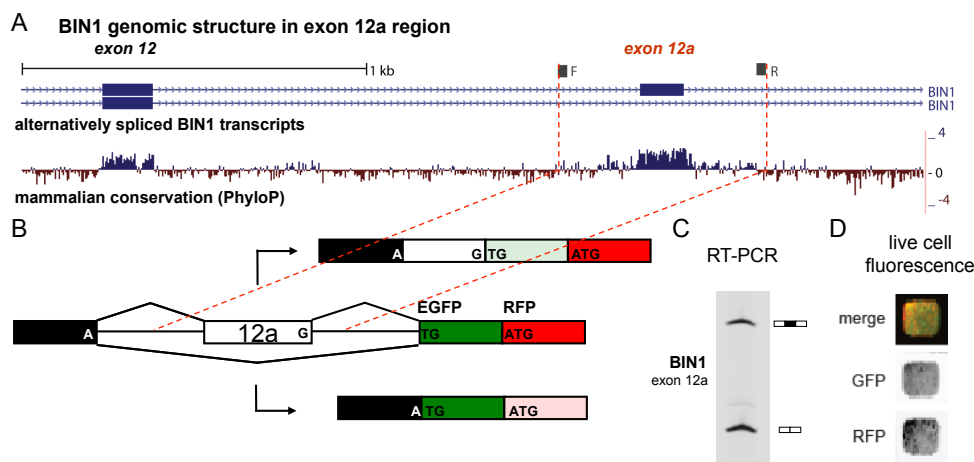 A
BIN1 genomic structure in exon 12a region
exon 12
exon 12a
1 kb
F
R
BIN1
BIN1
alternatively spliced BIN1 transcripts
4
- 0
-4
mammalian conservation (PhyloP)
B
A
G
TG
ATG
EGFP
RFP
A
12a
G
TG
ATG
A
TG
ATG
C
RT-PCR
BIN1
exon 12a
D
live cell
fluorescence
merge
GFP
RFP